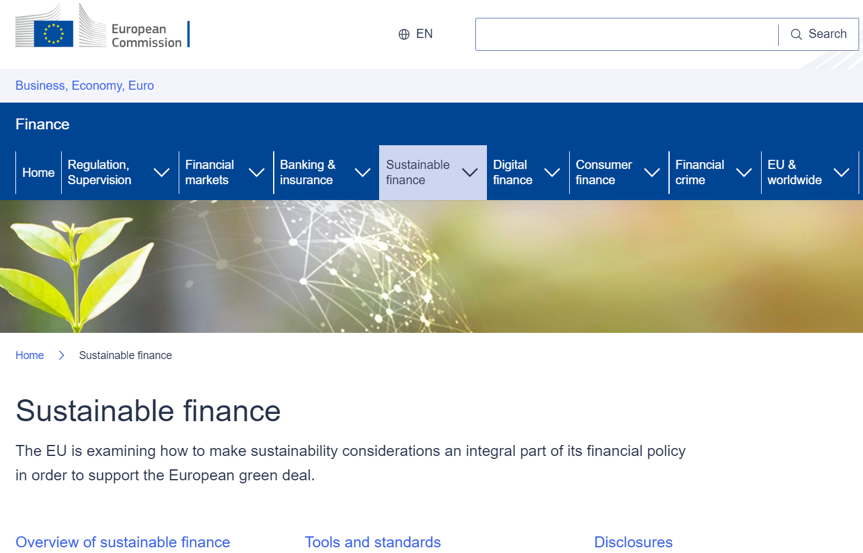 European
Commission
EN
Search
Business, Economy, Euro
Finance
Home
Regulation,
Supervision
Financial
markets
Banking &
insurance
Sustainable
finance
Digital
finance
Consumer
finance
Financial
crime
EU &
worldwide
Home
Sustainable finance
Sustainable finance
The EU is examining how to make sustainability considerations an integral part of its financial policy
in order to support the European green deal.
Overview of sustainable finance
Tools and standards
Disclosures